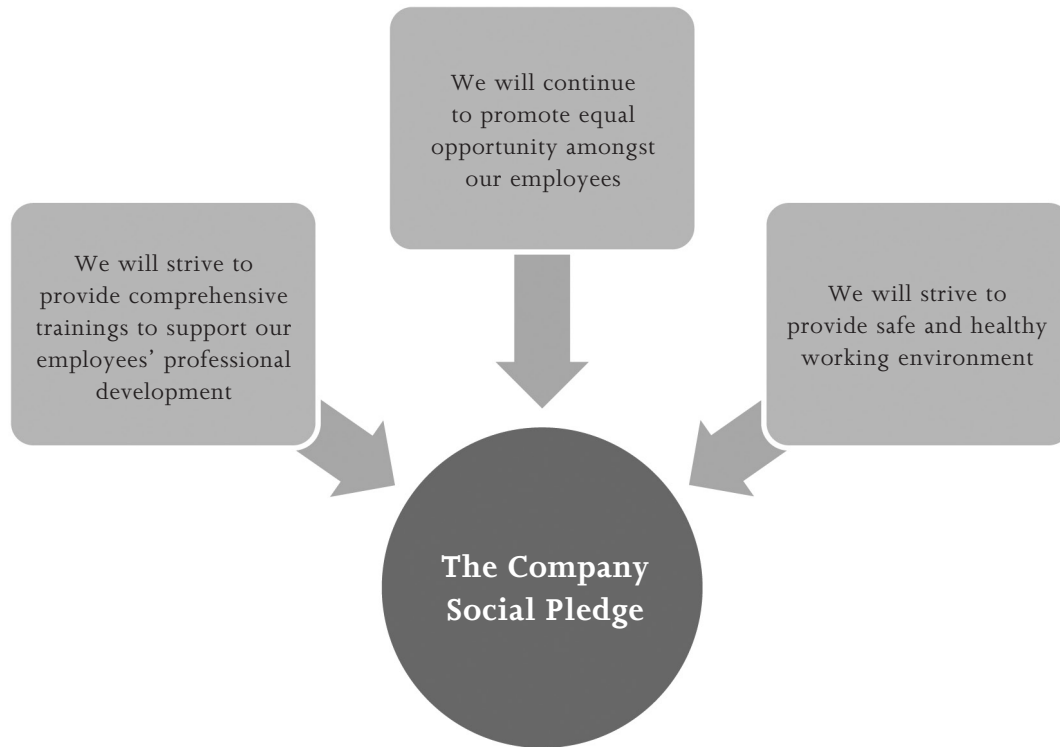 We will continue
to promote equal
opportunity amongst
our employees
We will strive to
provide comprehensive
trainings to support our
employees’ professional
development
We will strive to
provide safe and healthy
working environment
The Company
Social Pledge